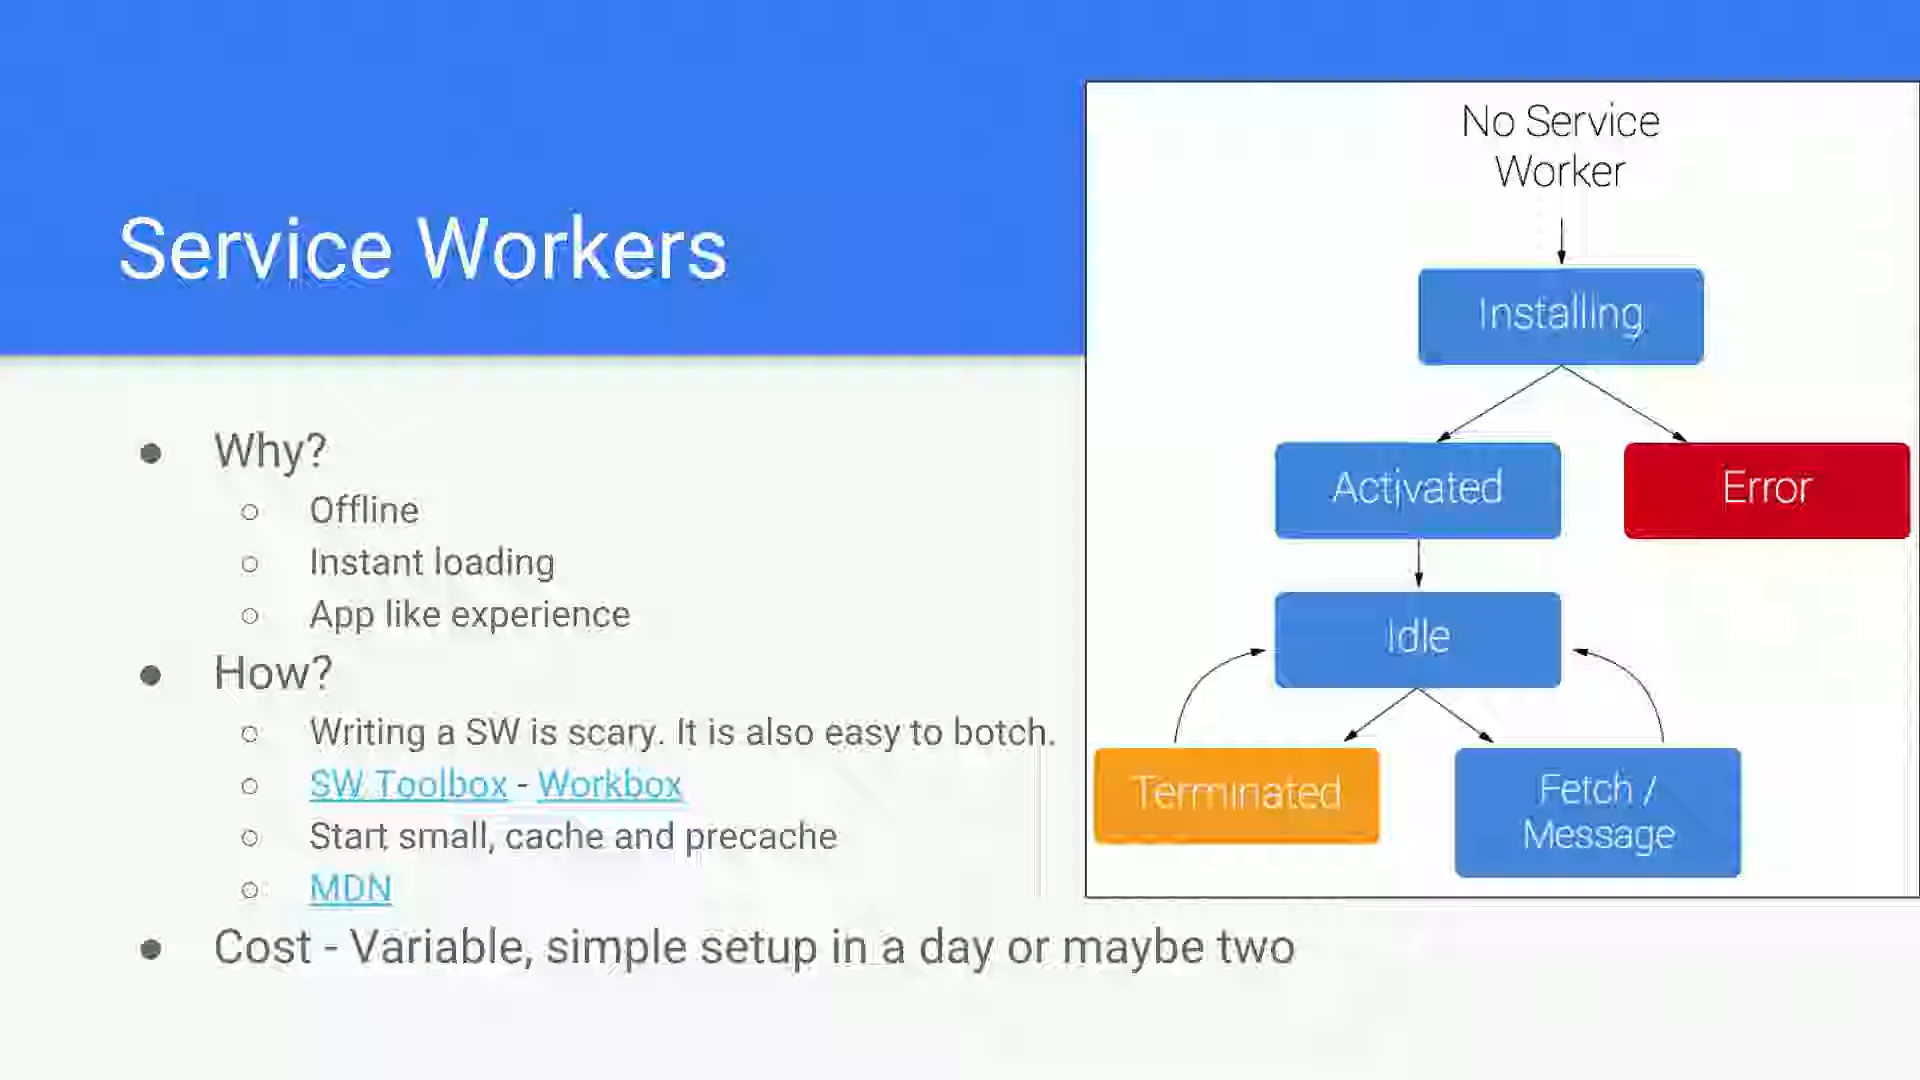 Service Workers
Why?
Offline
Instant loading
App like experience
How?
Writing a SW is scary. It is also easy to botch.
SW Toolbox - Workbox
Start small, cache and precache
MDN
Cost - Variable, simple setup in a day or maybe two
No Service
Worker
Installing
Activated
Error
Idle
Terminated
Fetch /
Message